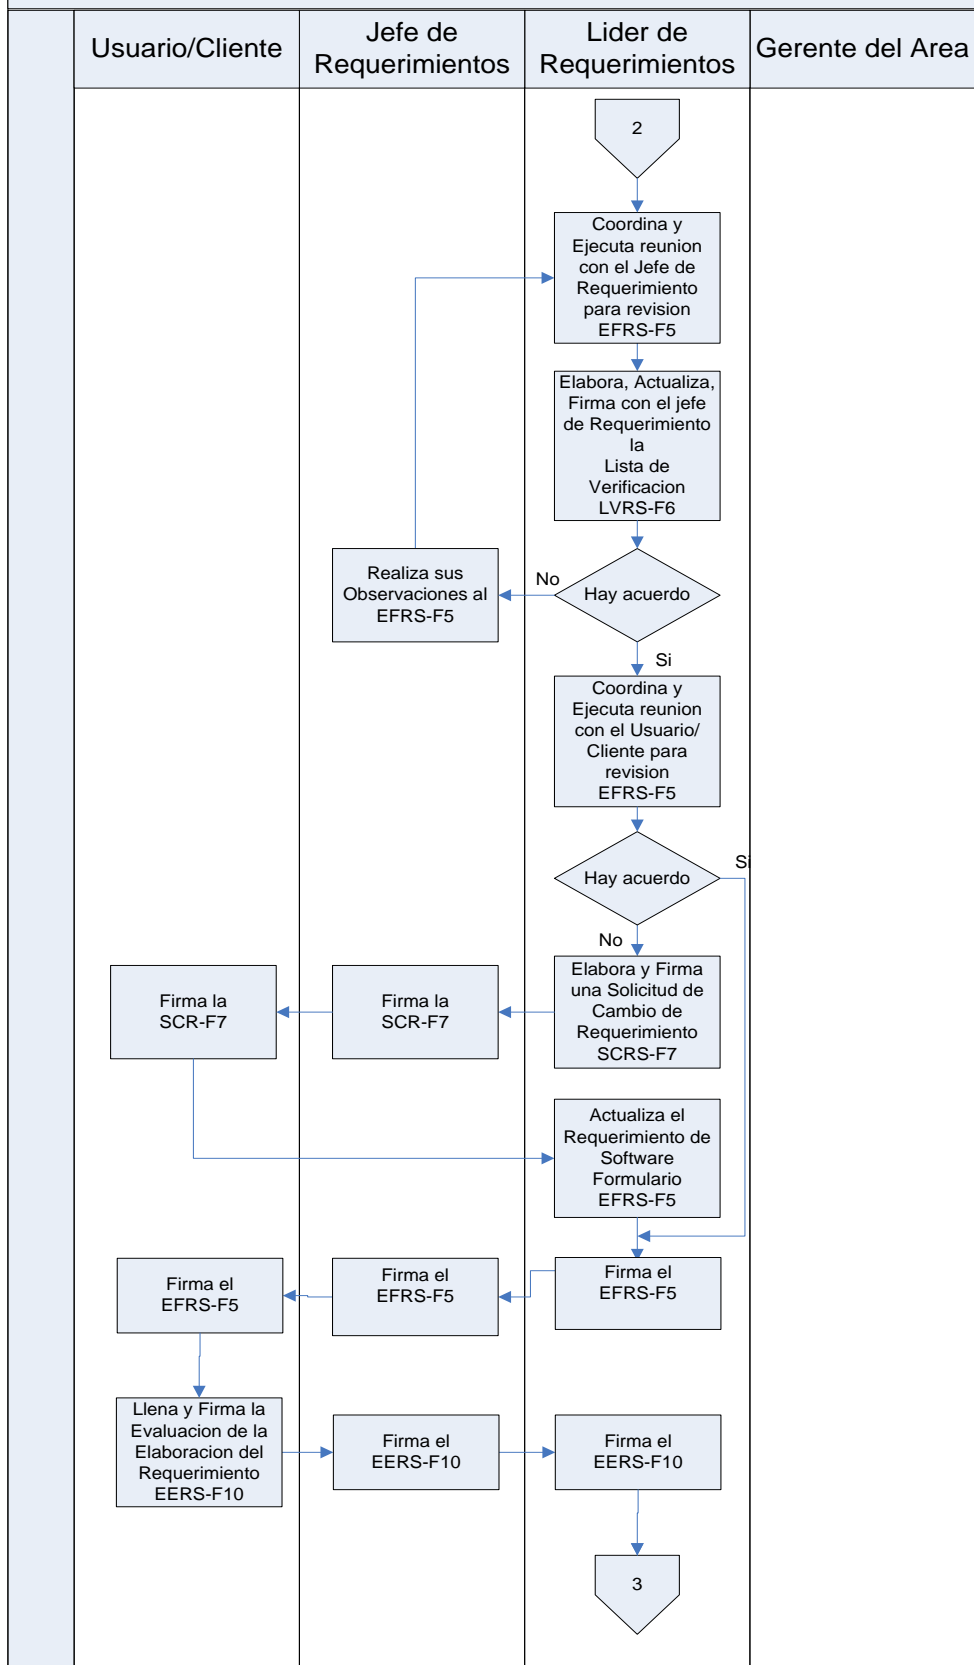 Usuario/Cliente
Jefe de
Requerimientos
Lider de
Requerimientos
Gerente del Area
2
Coordina y
Ejecuta reunion
con el Jefe de
Requerimiento
para revision
EFRS-F5
Elabora, Actualiza,
Firma con el jefe
de Requerimiento
la
Lista de
Verificacion
LVRS-F6
Hay acuerdo
No
Realiza sus
Observaciones al
EFRS-F5
Si
Coordina y
Ejecuta reunion
con el Usuario/
Cliente para
revision
EFRS-F5
Hay acuerdo
Si
No
Elabora y Firma
una Solicitud de
Cambio de
Requerimiento
SCRS-F7
Firma la
SCR-F7
Firma la
SCR-F7
Actualiza el
Requerimiento de
Software
Formulario
EFRS-F5
Firma el
EFRS-F5
Firma el
EFRS-F5
Firma el
EFRS-F5
Llena y Firma la
Evaluacion de la
Elaboracion del
Requerimiento
EERS-F10
Firma el
EERS-F10
Firma el
EERS-F10
3